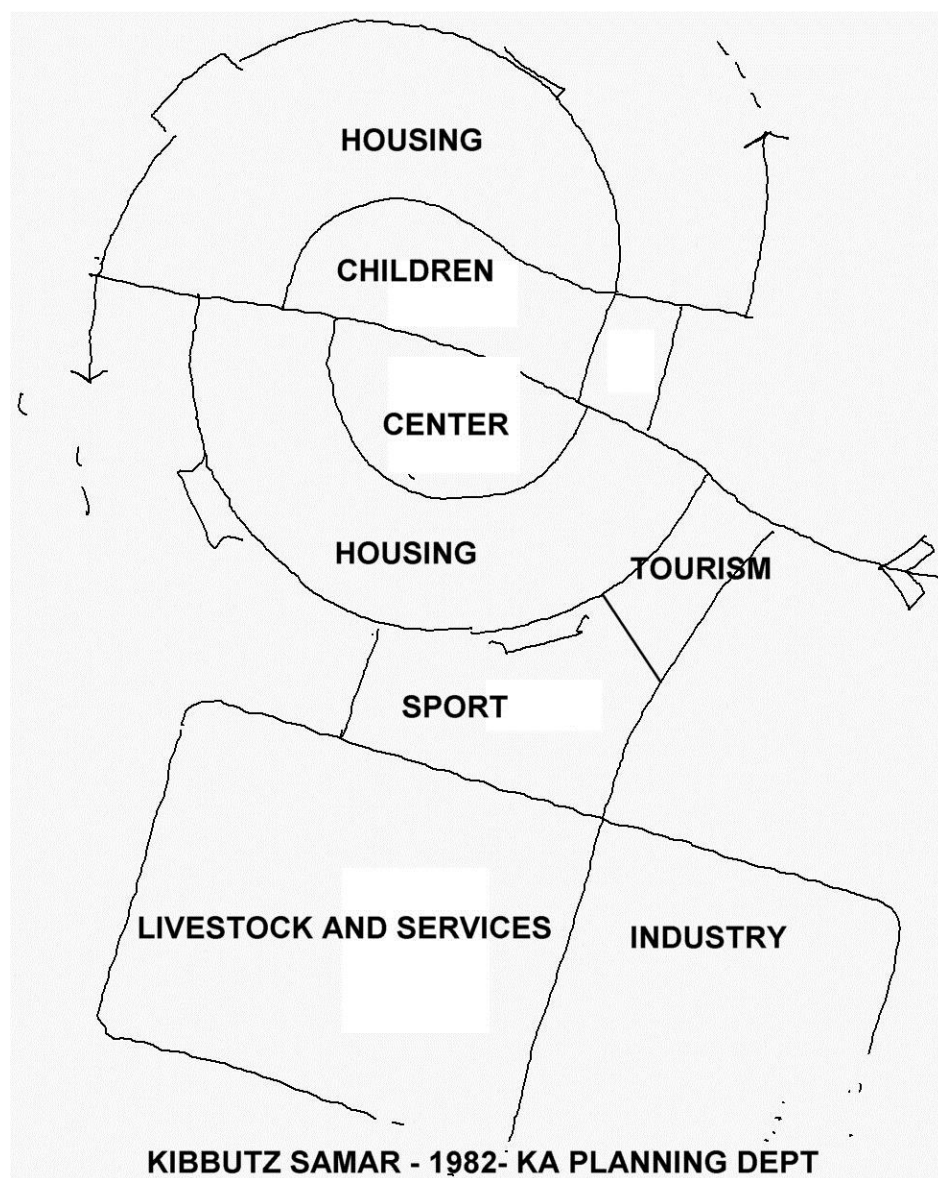 HOUSING
CHILDREN
CENTER
HOUSING
TOURISM
SPORT
LIVESTOCK AND SERVICES
INDUSTRY
KIBBUTZ SAMAR - 1982- KA PLANNING DEPT